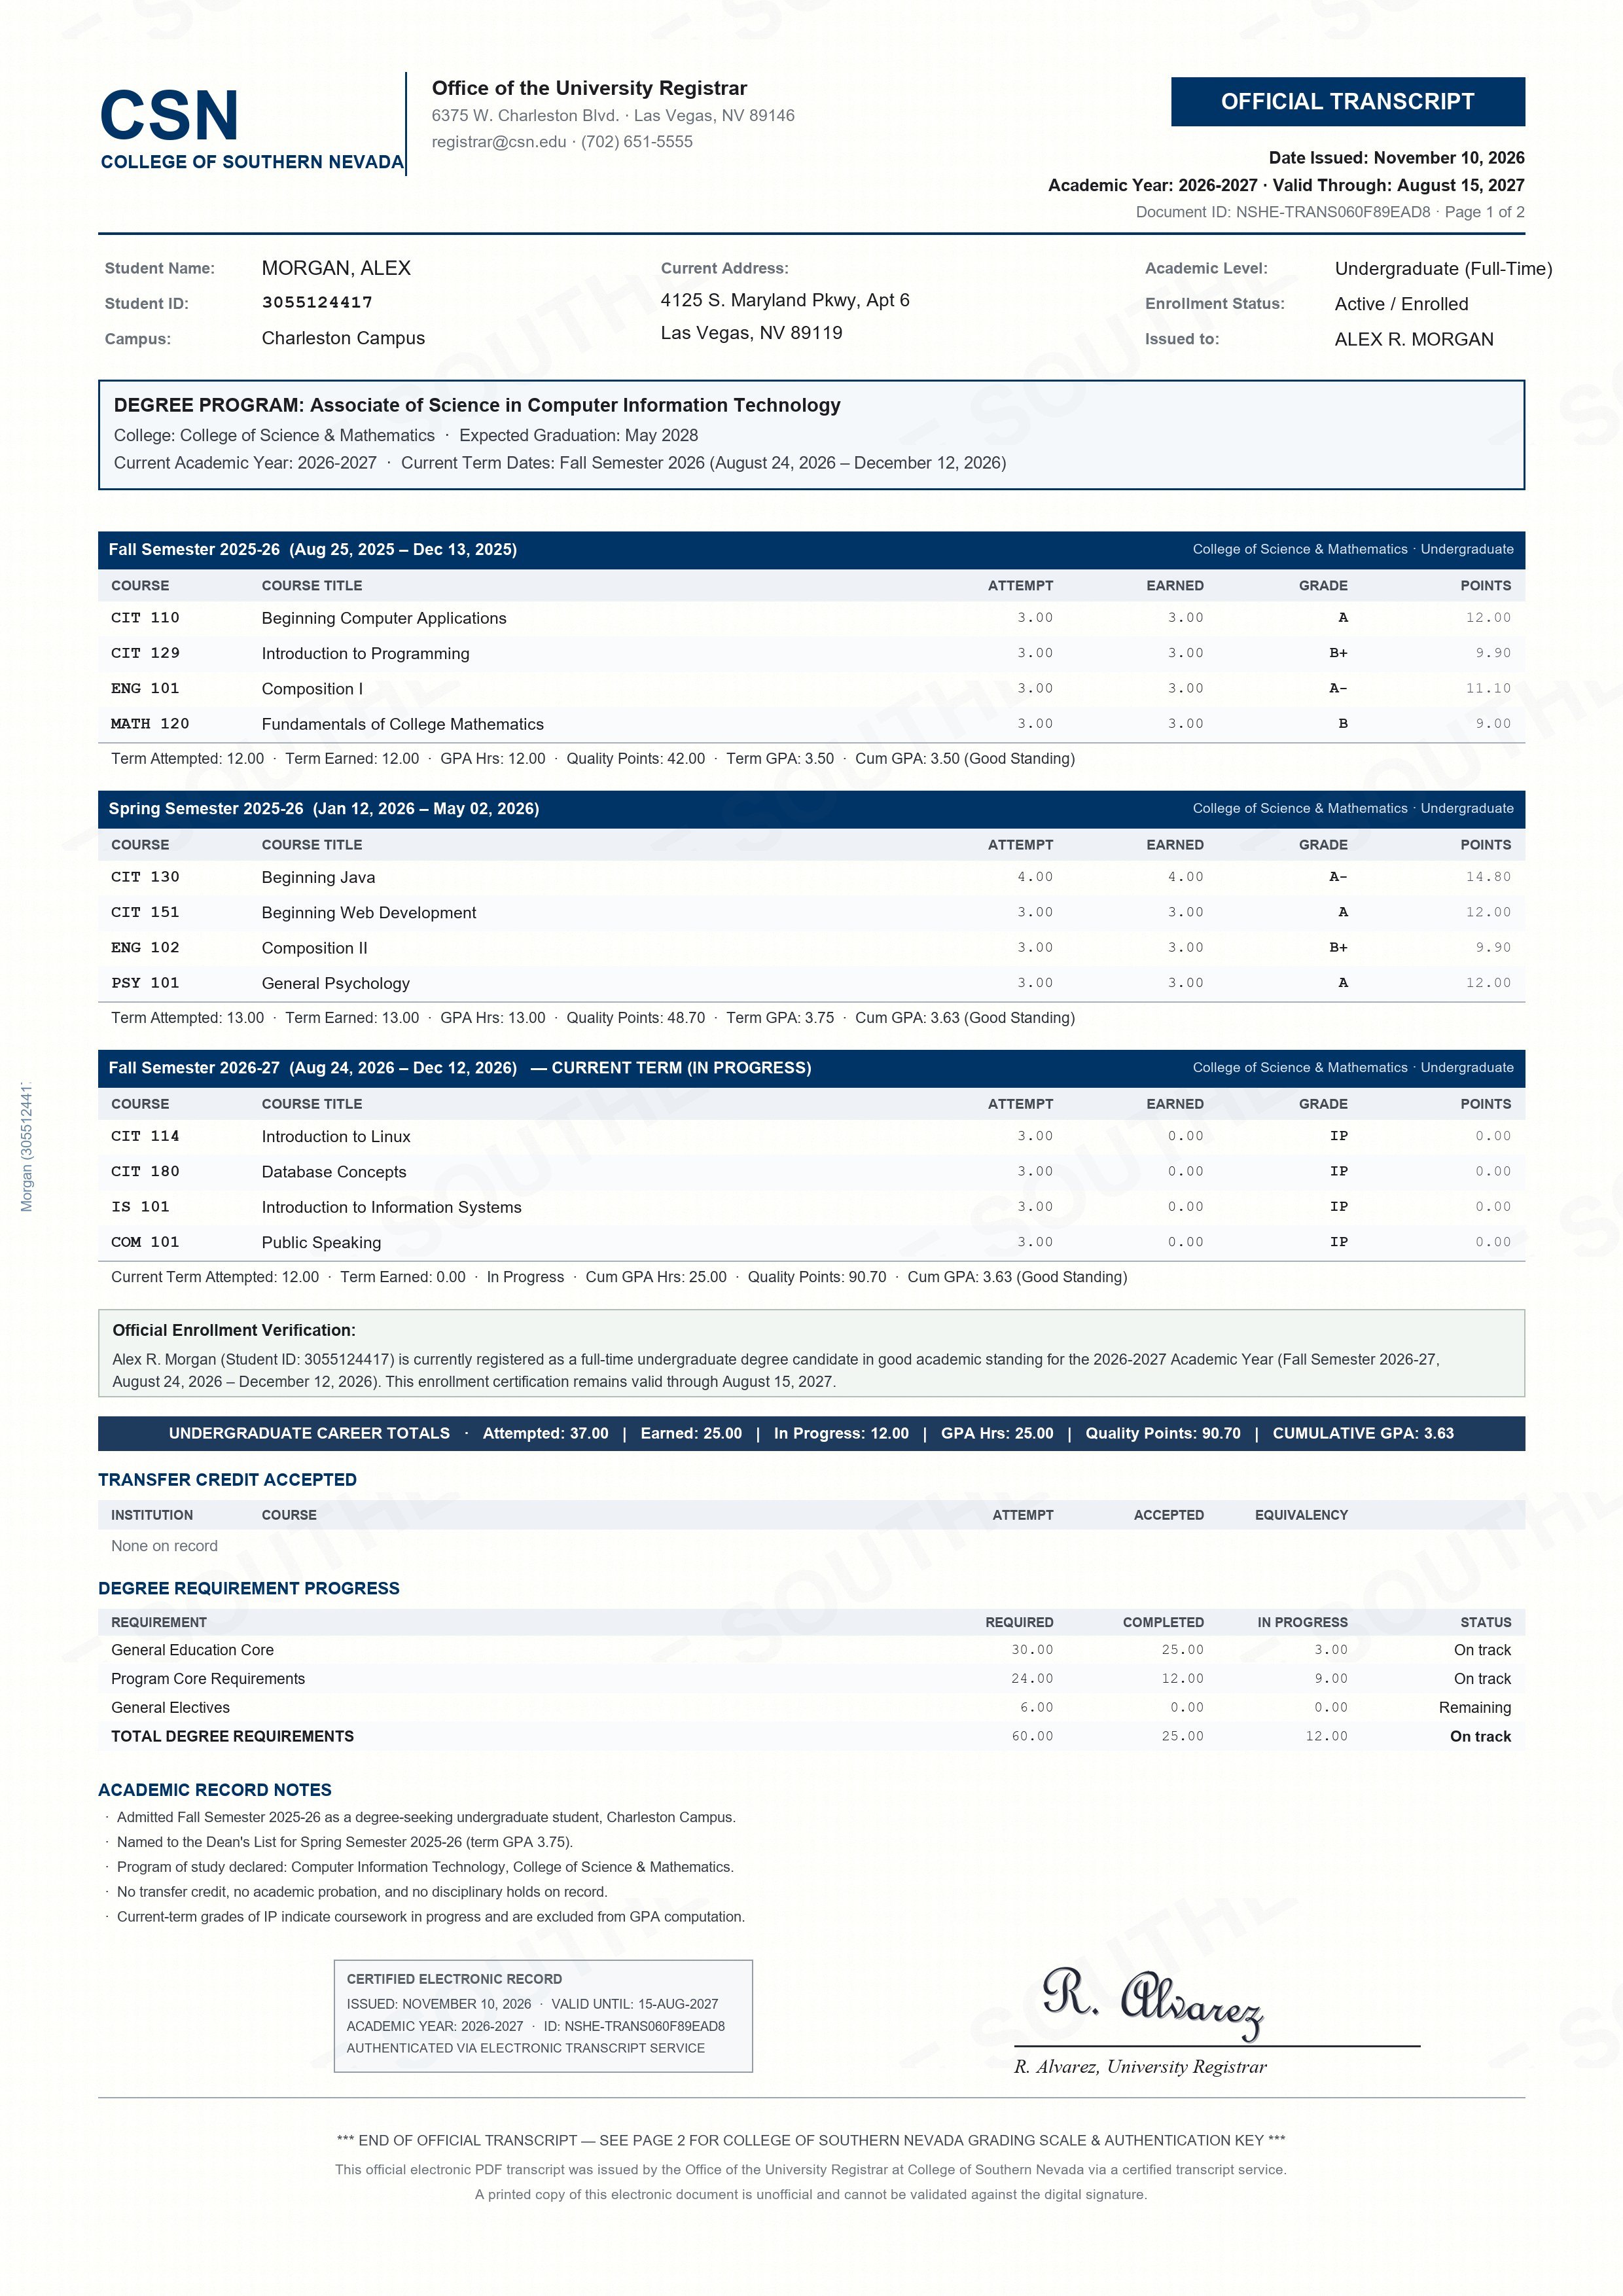 CSN
COLLEGE OF SOUTHERN NEVADA
Office of the University Registrar
6375 W. Charleston Blvd. · Las Vegas, NV 89146
registrar@csn.edu · (702) 651-5555
OFFICIAL TRANSCRIPT
Date Issued: November 10, 2026
Academic Year: 2026-2027 · Valid Through: August 15, 2027
Document ID: NSHE-TRANS060F89EAD8 · Page 1 of 2
Student Name: MORGAN, ALEX
Student ID: 3055124417
Campus: Charleston Campus
Current Address:
4125 S. Maryland Pkwy, Apt 6
Las Vegas, NV 89119
Academic Level: Undergraduate (Full-Time)
Enrollment Status: Active / Enrolled
Issued to: ALEX R. MORGAN
DEGREE PROGRAM: Associate of Science in Computer Information Technology
College: College of Science & Mathematics · Expected Graduation: May 2028
Current Academic Year: 2026-2027 · Current Term Dates: Fall Semester 2026 (August 24, 2026 – December 12, 2026)
Fall Semester 2025-26 (Aug 25, 2025 – Dec 13, 2025) College of Science & Mathematics · Undergraduate
COURSE COURSE TITLE ATTEMPT EARNED GRADE POINTS
CIT 110 Beginning Computer Applications 3.00 3.00 A 12.00
CIT 129 Introduction to Programming 3.00 3.00 B+ 9.90
ENG 101 Composition I 3.00 3.00 A- 11.10
MATH 120 Fundamentals of College Mathematics 3.00 3.00 B 9.00
Term Attempted: 12.00 · Term Earned: 12.00 · GPA Hrs: 12.00 · Quality Points: 42.00 · Term GPA: 3.50 · Cum GPA: 3.50 (Good Standing)
Spring Semester 2025-26 (Jan 12, 2026 – May 02, 2026) College of Science & Mathematics · Undergraduate
COURSE COURSE TITLE ATTEMPT EARNED GRADE POINTS
CIT 130 Beginning Java 4.00 4.00 A- 14.80
CIT 151 Beginning Web Development 3.00 3.00 A 12.00
ENG 102 Composition II 3.00 3.00 B+ 9.90
PSY 101 General Psychology 3.00 3.00 A 12.00
Term Attempted: 13.00 · Term Earned: 13.00 · GPA Hrs: 13.00 · Quality Points: 48.70 · Term GPA: 3.75 · Cum GPA: 3.63 (Good Standing)
Fall Semester 2026-27 (Aug 24, 2026 – Dec 12, 2026) — CURRENT TERM (IN PROGRESS) College of Science & Mathematics · Undergraduate
COURSE COURSE TITLE ATTEMPT EARNED GRADE POINTS
CIT 114 Introduction to Linux 3.00 0.00 IP 0.00
CIT 180 Database Concepts 3.00 0.00 IP 0.00
IS 101 Introduction to Information Systems 3.00 0.00 IP 0.00
COM 101 Public Speaking 3.00 0.00 IP 0.00
Current Term Attempted: 12.00 · Term Earned: 0.00 · In Progress · Cum GPA Hrs: 25.00 · Quality Points: 90.70 · Cum GPA: 3.63 (Good Standing)
Morgan (305512441
Official Enrollment Verification:
Alex R. Morgan (Student ID: 3055124417) is currently registered as a full-time undergraduate degree candidate in good academic standing for the 2026-2027 Academic Year (Fall Semester 2026-27,
August 24, 2026 – December 12, 2026). This enrollment certification remains valid through August 15, 2027.
UNDERGRADUATE CAREER TOTALS · Attempted: 37.00 | Earned: 25.00 | In Progress: 12.00 | GPA Hrs: 25.00 | Quality Points: 90.70 | CUMULATIVE GPA: 3.63
TRANSFER CREDIT ACCEPTED
INSTITUTION COURSE ATTEMPT ACCEPTED EQUIVALENCY
None on record
DEGREE REQUIREMENT PROGRESS
REQUIREMENT REQUIRED COMPLETED IN PROGRESS STATUS
General Education Core 30.00 25.00 3.00 On track
Program Core Requirements 24.00 12.00 9.00 On track
General Electives 6.00 0.00 0.00 Remaining
TOTAL DEGREE REQUIREMENTS 60.00 25.00 12.00 On track
ACADEMIC RECORD NOTES
· Admitted Fall Semester 2025-26 as a degree-seeking undergraduate student, Charleston Campus.
· Named to the Dean's List for Spring Semester 2025-26 (term GPA 3.75).
· Program of study declared: Computer Information Technology, College of Science & Mathematics.
· No transfer credit, no academic probation, and no disciplinary holds on record.
· Current-term grades of IP indicate coursework in progress and are excluded from GPA computation.
CERTIFIED ELECTRONIC RECORD
ISSUED: NOVEMBER 10, 2026 · VALID UNTIL: 15-AUG-2027
ACADEMIC YEAR: 2026-2027 · ID: NSHE-TRANS060F89EAD8
AUTHENTICATED VIA ELECTRONIC TRANSCRIPT SERVICE
R. Alvarez
R. Alvarez, University Registrar
*** END OF OFFICIAL TRANSCRIPT — SEE PAGE 2 FOR COLLEGE OF SOUTHERN NEVADA GRADING SCALE & AUTHENTICATION KEY ***
This official electronic PDF transcript was issued by the Office of the University Registrar at College of Southern Nevada via a certified transcript service.
A printed copy of this electronic document is unofficial and cannot be validated against the digital signature.